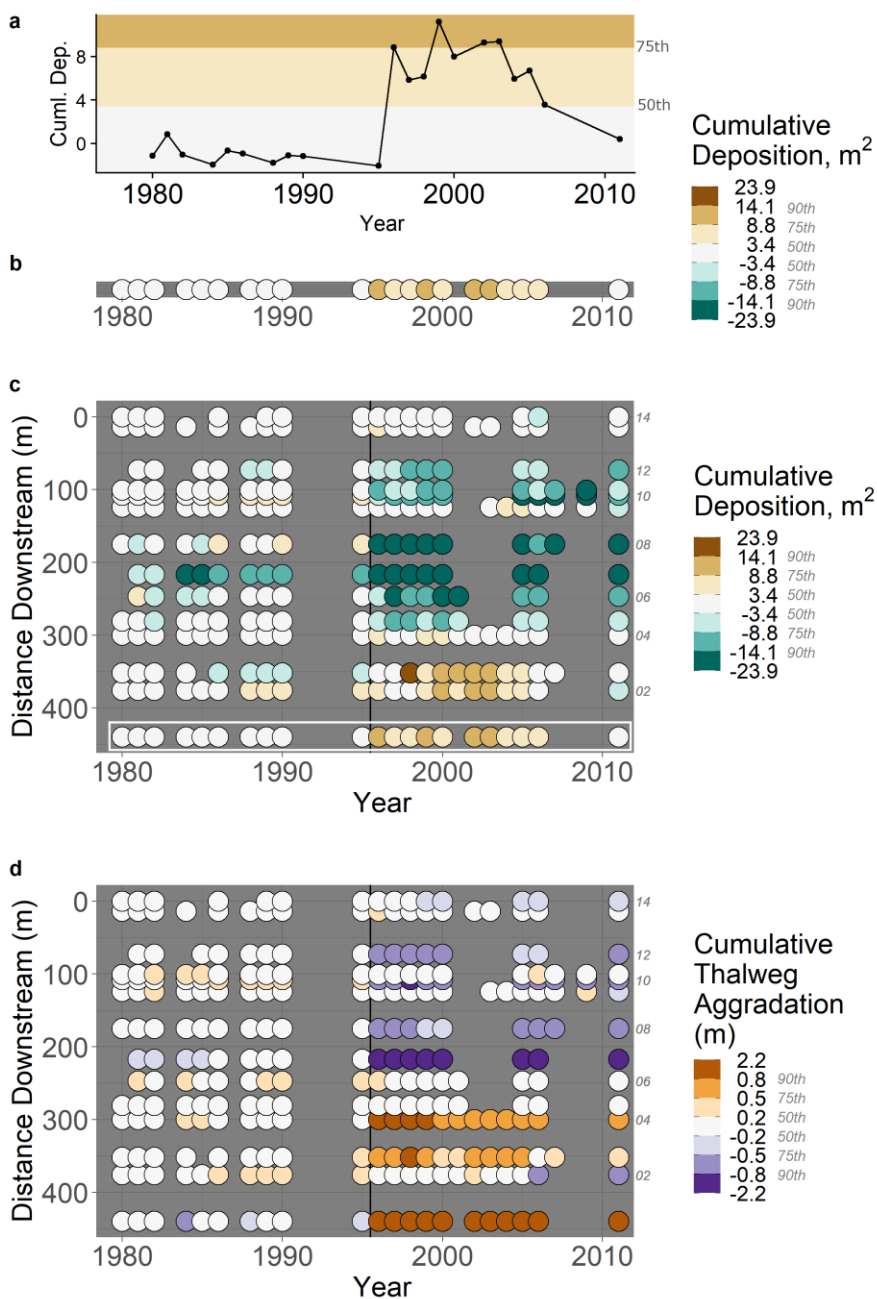 a
Cuml. Dep.
8
4
0
75th
50th
1980
1990
2000
2010
Year
Cumulative
Deposition, m²
23.9
14.1
8.8
3.4
-3.4
-8.8
-14.1
-23.9
90th
75th
50th
50th
75th
90th
b
1980
1990
2000
2010
c
Distance Downstream (m)
0
100
200
300
400
14
12
10
08
06
04
02
1980
1990
2000
2010
Year
Cumulative
Deposition, m²
23.9
14.1
8.8
3.4
-3.4
-8.8
-14.1
-23.9
90th
75th
50th
50th
75th
90th
d
Distance Downstream (m)
0
100
200
300
400
14
12
10
08
06
04
02
1980
1990
2000
2010
Year
Cumulative
Thalweg
Aggradation
(m)
2.2
0.8
0.5
0.2
-0.2
-0.5
-0.8
-2.2
90th
75th
50th
50th
75th
90th